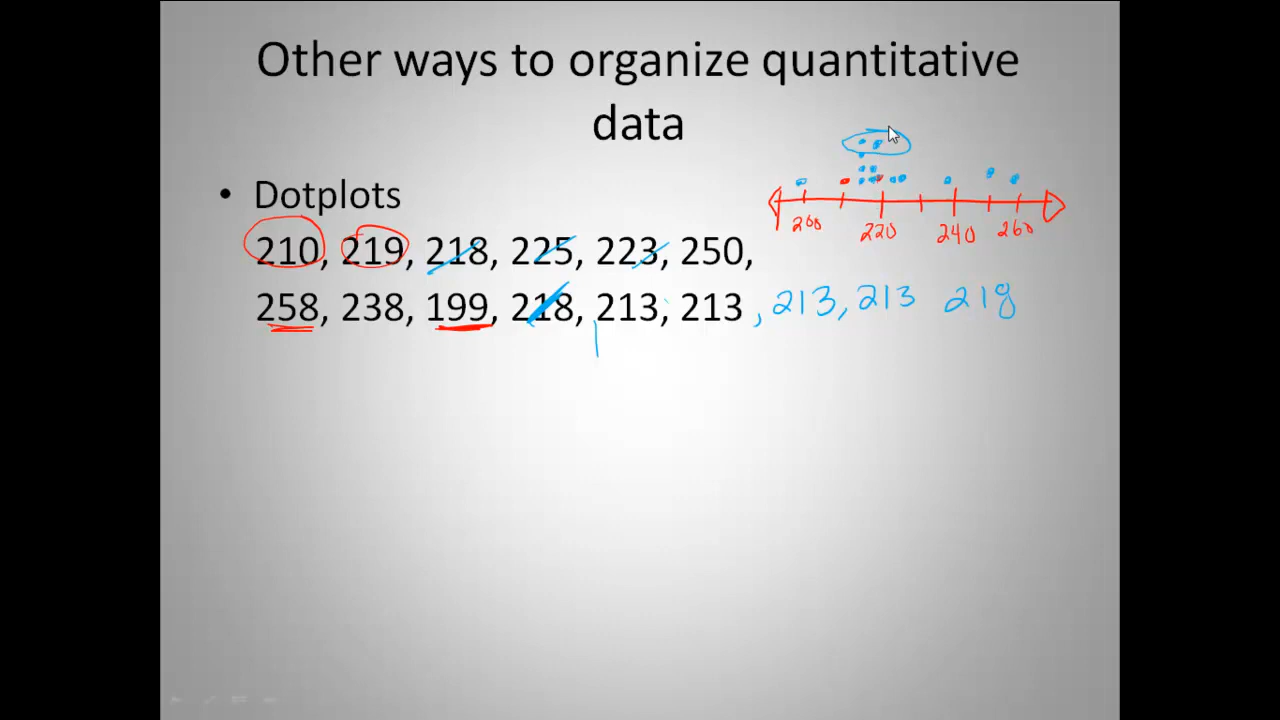 Other ways to organize quantitative
data
• Dotplots
200 220 240 260
210, 219, 218, 225, 223, 250,
258, 238, 199, 218, 213, 213 , 213, 213 218